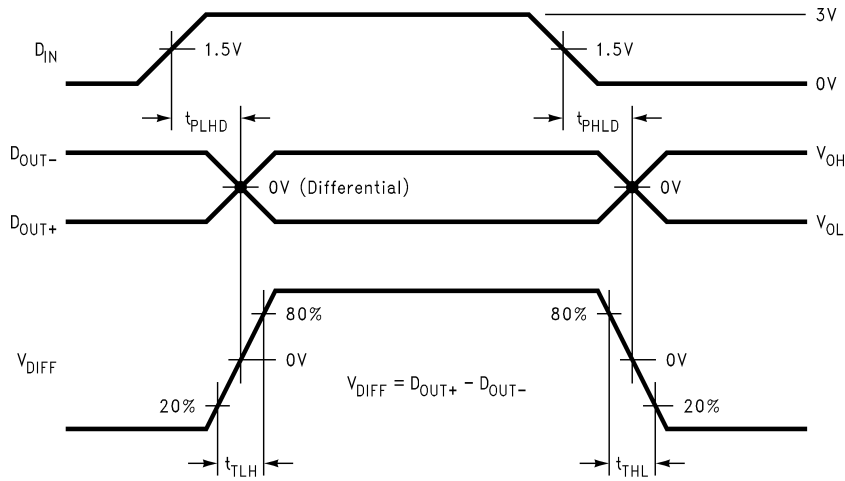 3V
D_IN
1.5V
1.5V
0V
t_PLHD
t_PHLD
D_OUT−
V_OH
0V (Differential)
0V
D_OUT+
V_OL
80%
80%
V_DIFF
0V
0V
V_DIFF = D_OUT+ − D_OUT−
20%
20%
t_TLH
t_THL